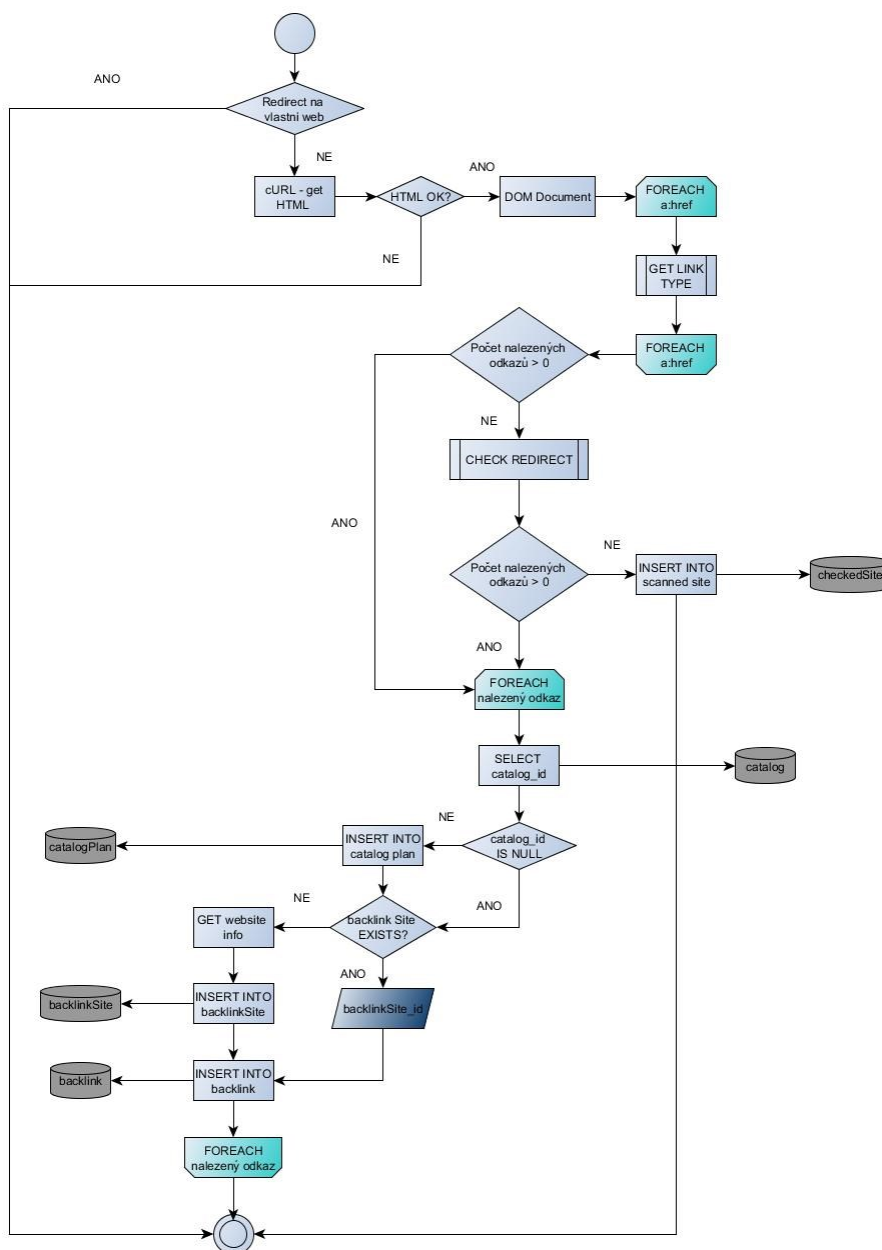 ANO
Redirect na
vlastni web
NE
cURL - get
HTML
HTML OK?
ANO
DOM Document
FOREACH
a:href
NE
GET LINK
TYPE
Počet nalezených
odkazů > 0
FOREACH
a:href
NE
CHECK REDIRECT
ANO
Počet nalezených
odkazů > 0
NE
INSERT INTO
scanned site
checkedSite
ANO
FOREACH
nalezený odkaz
SELECT
catalog_id
catalog
catalogPlan
INSERT INTO
catalog plan
NE
catalog_id
IS NULL
GET website
info
NE
backlink Site
EXISTS?
ANO
ANO
backlinkSite
INSERT INTO
backlinkSite
backlinkSite_id
backlink
INSERT INTO
backlink
FOREACH
nalezený odkaz